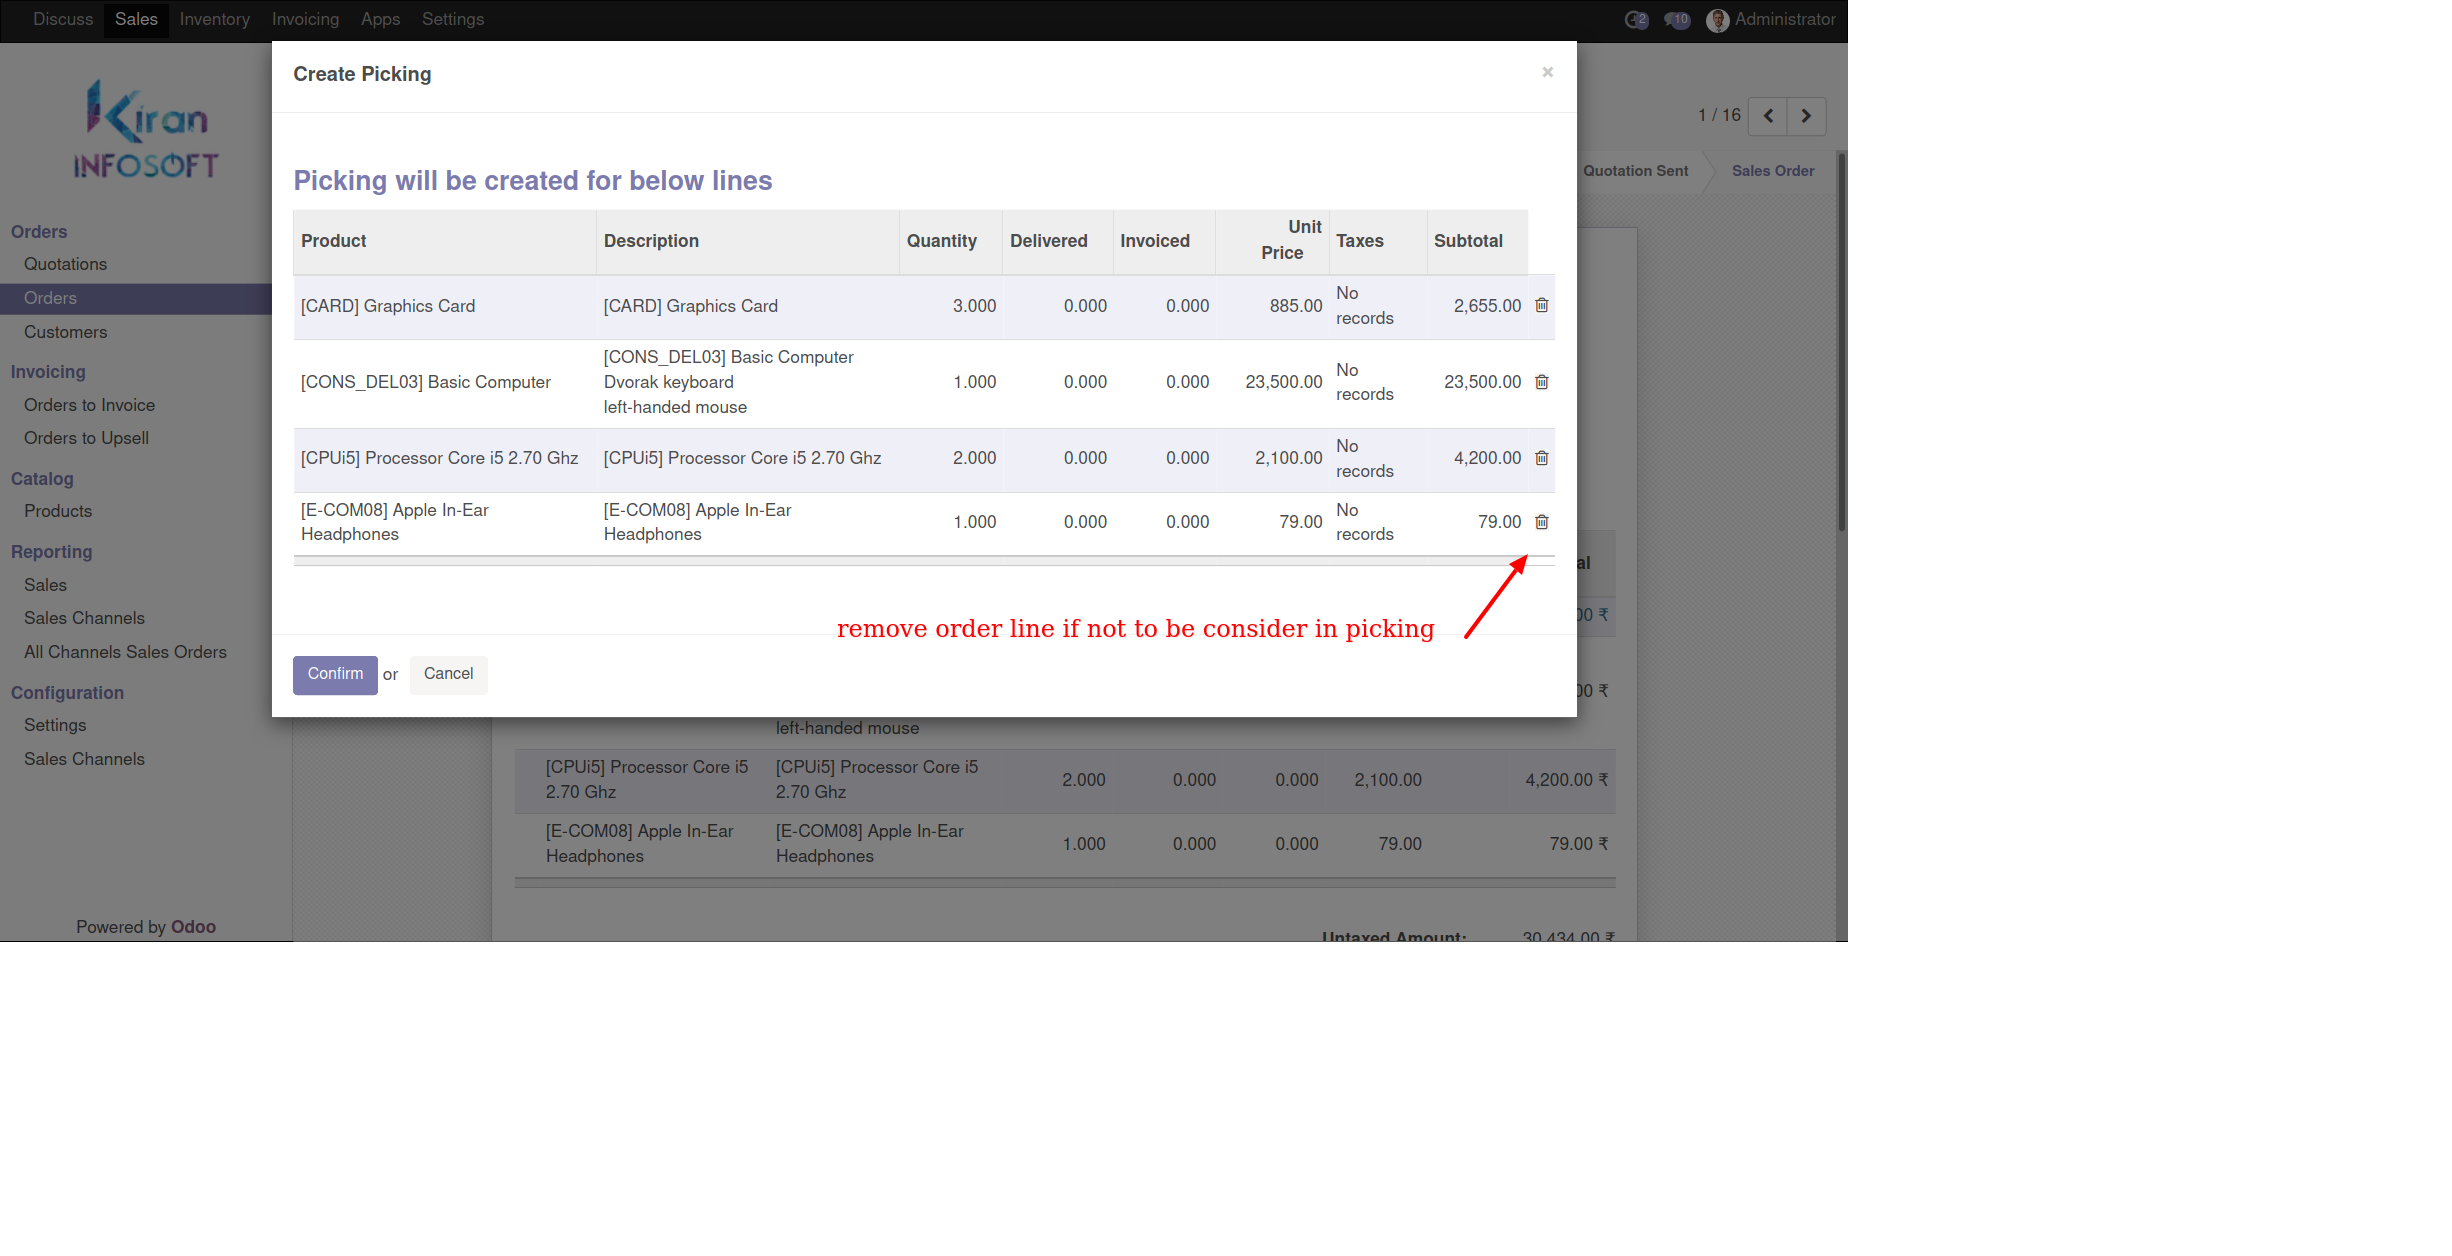 Discuss Sales Inventory Invoicing Apps Settings 2 10 Administrator
Kiran
INFOSOFT
Orders
Quotations
Orders
Customers
Invoicing
Orders to Invoice
Orders to Upsell
Catalog
Products
Reporting
Sales
Sales Channels
All Channels Sales Orders
Configuration
Settings
Sales Channels
Powered by Odoo
1 / 16
Quotation Sent Sales Order
Create Picking ×
Picking will be created for below lines
Product Description Quantity Delivered Invoiced Unit Price Taxes Subtotal
[CARD] Graphics Card [CARD] Graphics Card 3.000 0.000 0.000 885.00 No records 2,655.00
[CONS_DEL03] Basic Computer [CONS_DEL03] Basic Computer
Dvorak keyboard
left-handed mouse 1.000 0.000 0.000 23,500.00 No records 23,500.00
[CPUi5] Processor Core i5 2.70 Ghz [CPUi5] Processor Core i5 2.70 Ghz 2.000 0.000 0.000 2,100.00 No records 4,200.00
[E-COM08] Apple In-Ear Headphones [E-COM08] Apple In-Ear Headphones 1.000 0.000 0.000 79.00 No records 79.00
remove order line if not to be consider in picking
Confirm or Cancel
al
00 ₹
00 ₹
left-handed mouse
[CPUi5] Processor Core i5 2.70 Ghz [CPUi5] Processor Core i5 2.70 Ghz 2.000 0.000 0.000 2,100.00 4,200.00 ₹
[E-COM08] Apple In-Ear Headphones [E-COM08] Apple In-Ear Headphones 1.000 0.000 0.000 79.00 79.00 ₹
Untaxed Amount: 30,434.00 ₹